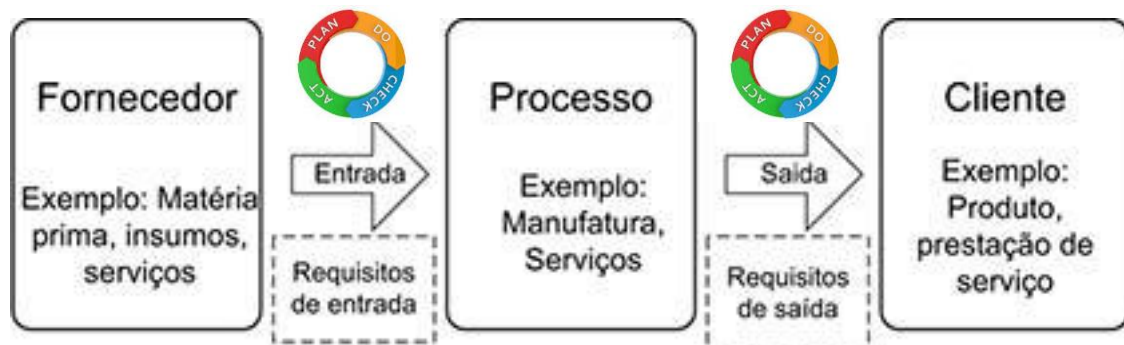 Fornecedor
Exemplo: Matéria
prima, insumos,
serviços
PLAN
DO
CHECK
ACT
Entrada
Requisitos
de entrada
Processo
Exemplo:
Manufatura,
Serviços
PLAN
DO
CHECK
ACT
Saída
Requisitos
de saída
Cliente
Exemplo:
Produto,
prestação de
serviço